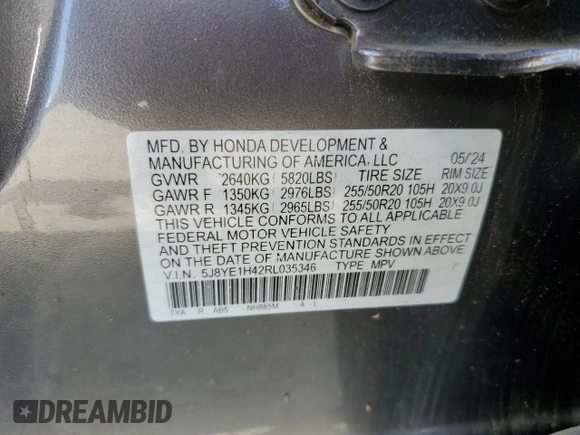 MFD. BY HONDA DEVELOPMENT &
MANUFACTURING OF AMERICA, LLC 05/24
GVWR 2640KG ( 5820LBS) TIRE SIZE RIM SIZE
GAWR F 1350KG ( 2976LBS) 255/50R20 105H 20X9.0J
GAWR R 1345KG ( 2965LBS) 255/50R20 105H 20X9.0J
THIS VEHICLE CONFORMS TO ALL APPLICABLE
FEDERAL MOTOR VEHICLE SAFETY
AND THEFT PREVENTION STANDARDS IN EFFECT
ON THE DATE OF MANUFACTURE SHOWN ABOVE.
V.I.N. 5J8YE1H42RL035346 TYPE MPV
TYA R. AB5 NH885M A L
DREAMBID